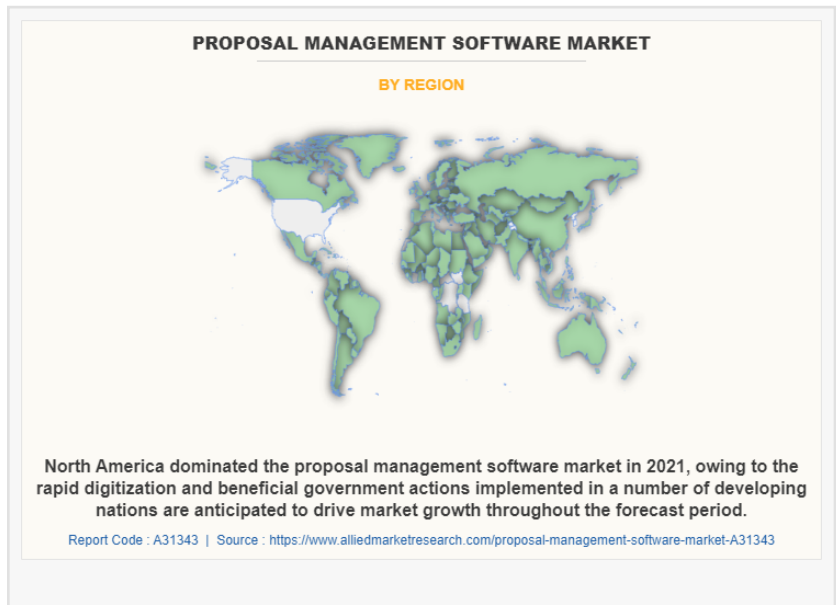 PROPOSAL MANAGEMENT SOFTWARE MARKET
BY REGION
North America dominated the proposal management software market in 2021, owing to the
rapid digitization and beneficial government actions implemented in a number of developing
nations are anticipated to drive market growth throughout the forecast period.
Report Code : A31343 | Source : https://www.alliedmarketresearch.com/proposal-management-software-market-A31343